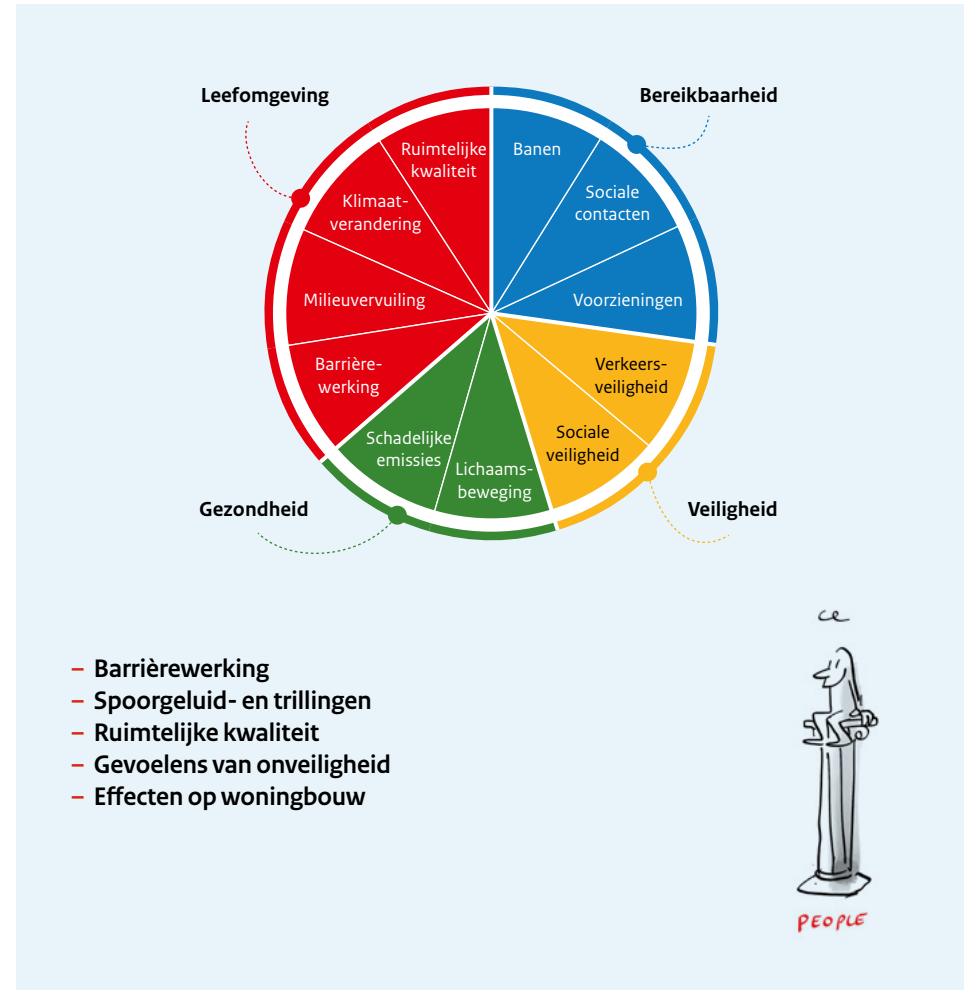 Leefomgeving
Bereikbaarheid
Ruimtelijke
kwaliteit
Banen
Sociale
contacten
Klimaat-
verandering
Milieuvervuiling
Voorzieningen
Barrière-
werking
Verkeers-
veiligheid
Schadelijke
emissies
Lichaams-
beweging
Sociale
veiligheid
Gezondheid
Veiligheid
– Barrièrewerking
– Spoorgeluid- en trillingen
– Ruimtelijke kwaliteit
– Gevoelens van onveiligheid
– Effecten op woningbouw
PEOPLE